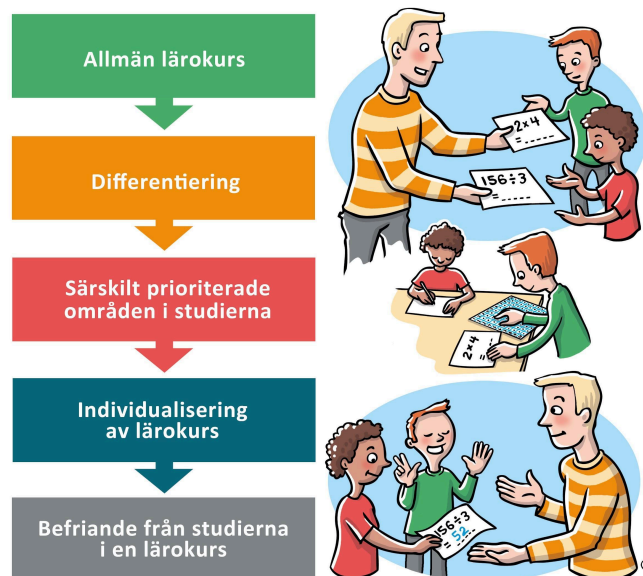 Allmän lärokurs
Differentiering
Särskilt prioriterade
områden i studierna
Individualisering
av lärokurs
Befriande från studierna
i en lärokurs
2×4
= _ _ _ _ _
156÷3
= _ _ _ _ _
2×4
= _
156÷3
= 52